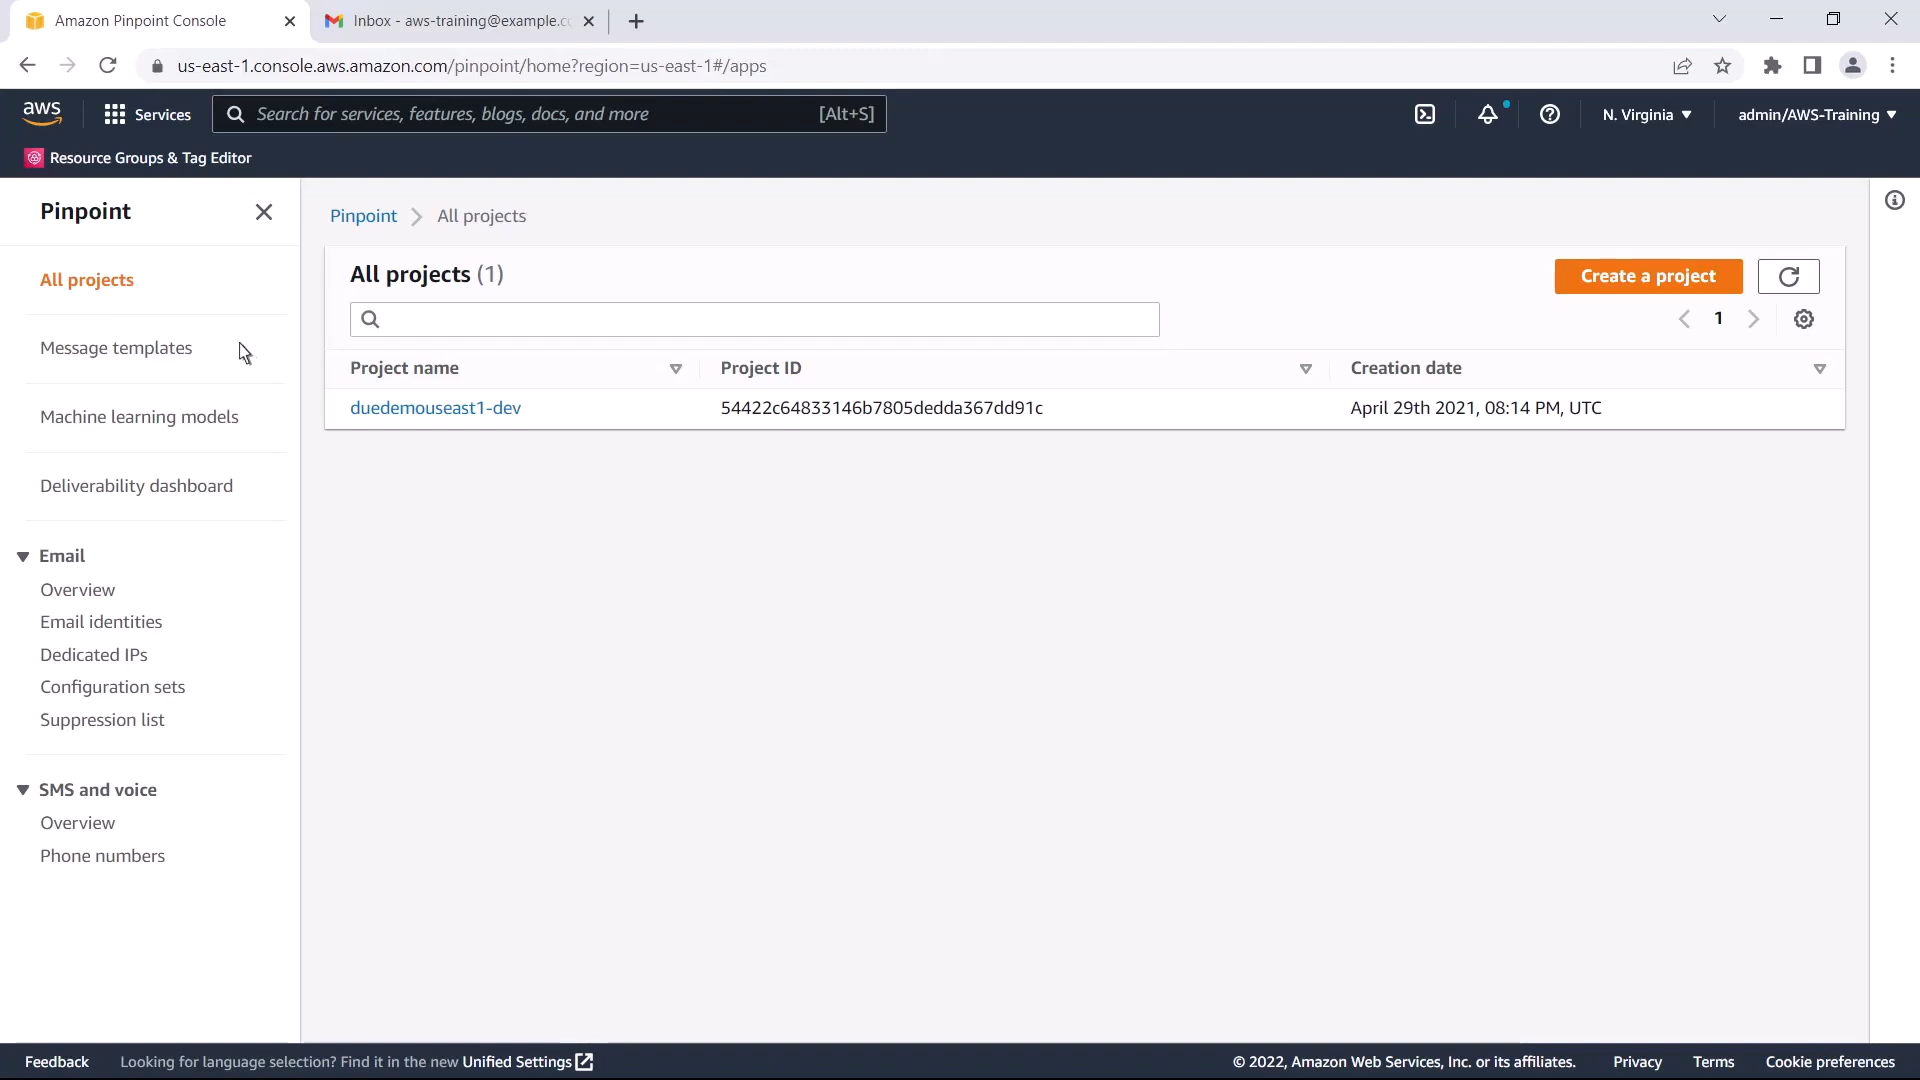 Amazon Pinpoint Console
Inbox - aws-training@example.c
us-east-1.console.aws.amazon.com/pinpoint/home?region=us-east-1#/apps
aws
Services
Search for services, features, blogs, docs, and more
[Alt+S]
N. Virginia
admin/AWS-Training
Resource Groups & Tag Editor
Pinpoint
All projects
Message templates
Machine learning models
Deliverability dashboard
Email
Overview
Email identities
Dedicated IPs
Configuration sets
Suppression list
SMS and voice
Overview
Phone numbers
Pinpoint
All projects
All projects (1)
Create a project
1
Project name
Project ID
Creation date
duedemouseast1-dev
54422c64833146b7805dedda367dd91c
April 29th 2021, 08:14 PM, UTC
Feedback
Looking for language selection? Find it in the new Unified Settings
© 2022, Amazon Web Services, Inc. or its affiliates.
Privacy
Terms
Cookie preferences